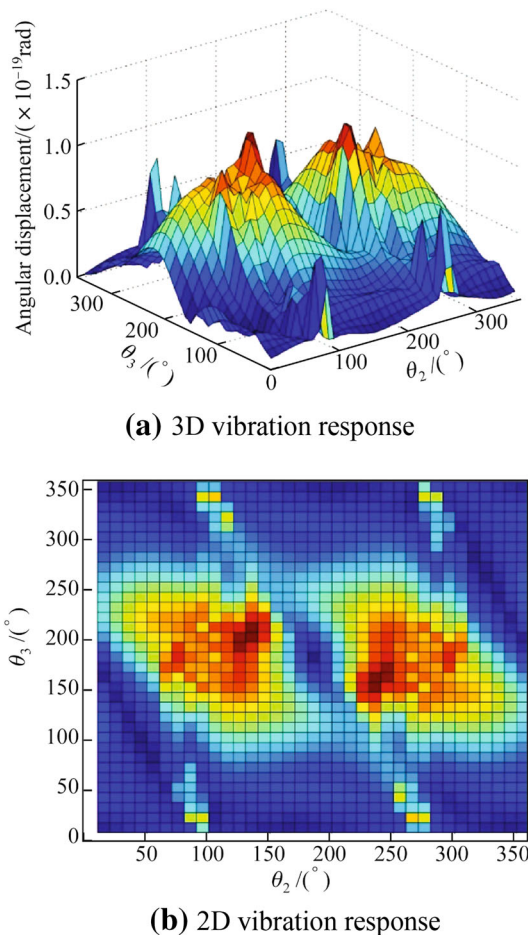 Angular displacement/(×10⁻¹⁹rad)
1.5
1.0
0.5
0.0
300
200
100
θ₃/(°)
0
100
200
300
θ₂/(°)
(a) 3D vibration response
350
300
250
200
150
100
50
0
θ₃/(°)
50 100 150 200 250 300 350
θ₂/(°)
(b) 2D vibration response